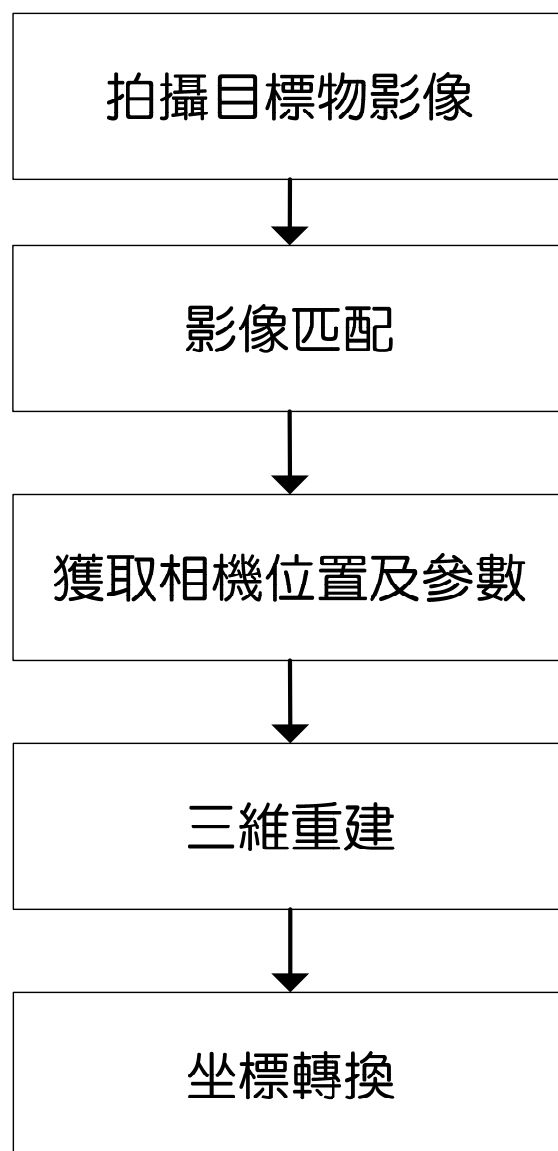 拍攝目標物影像
影像匹配
獲取相機位置及參數
三維重建
坐標轉換